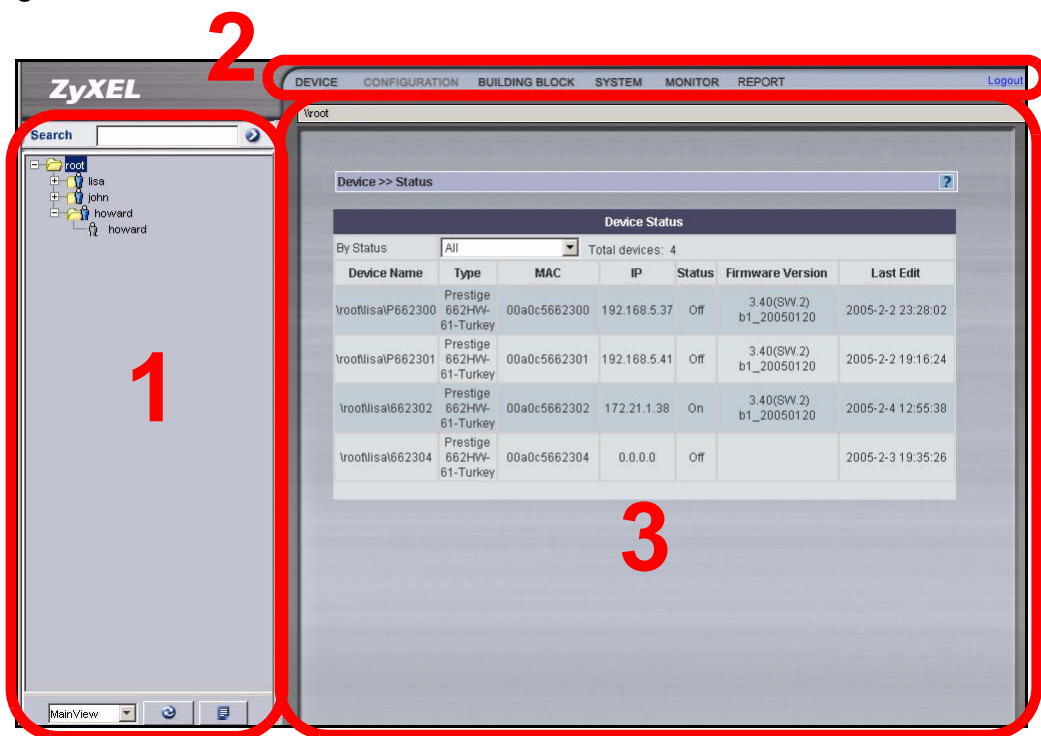 2
ZyXEL
DEVICE CONFIGURATION BUILDING BLOCK SYSTEM MONITOR REPORT Logout
\\root
Search
root
lisa
john
howard
howard
1
MainView
Device >> Status ?
Device Status
By Status All Total devices: 4
Device Name Type MAC IP Status Firmware Version Last Edit
\root\lisa\P662300 Prestige 662HW-61-Turkey 00a0c5662300 192.168.5.37 Off 3.40(SW.2) b1_20050120 2005-2-2 23:28:02
\root\lisa\P662301 Prestige 662HW-61-Turkey 00a0c5662301 192.168.5.41 Off 3.40(SW.2) b1_20050120 2005-2-2 19:16:24
\root\lisa\662302 Prestige 662HW-61-Turkey 00a0c5662302 172.21.1.38 On 3.40(SW.2) b1_20050120 2005-2-4 12:55:38
\root\lisa\662304 Prestige 662HW-61-Turkey 00a0c5662304 0.0.0.0 Off 2005-2-3 19:35:26
3